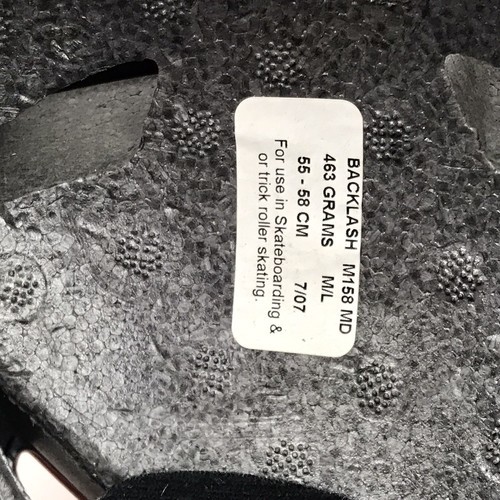 BACKLASH M158 MD
463 GRAMS M/L
55 - 58 CM 7/07
For use in Skateboarding &
or trick roller skating.